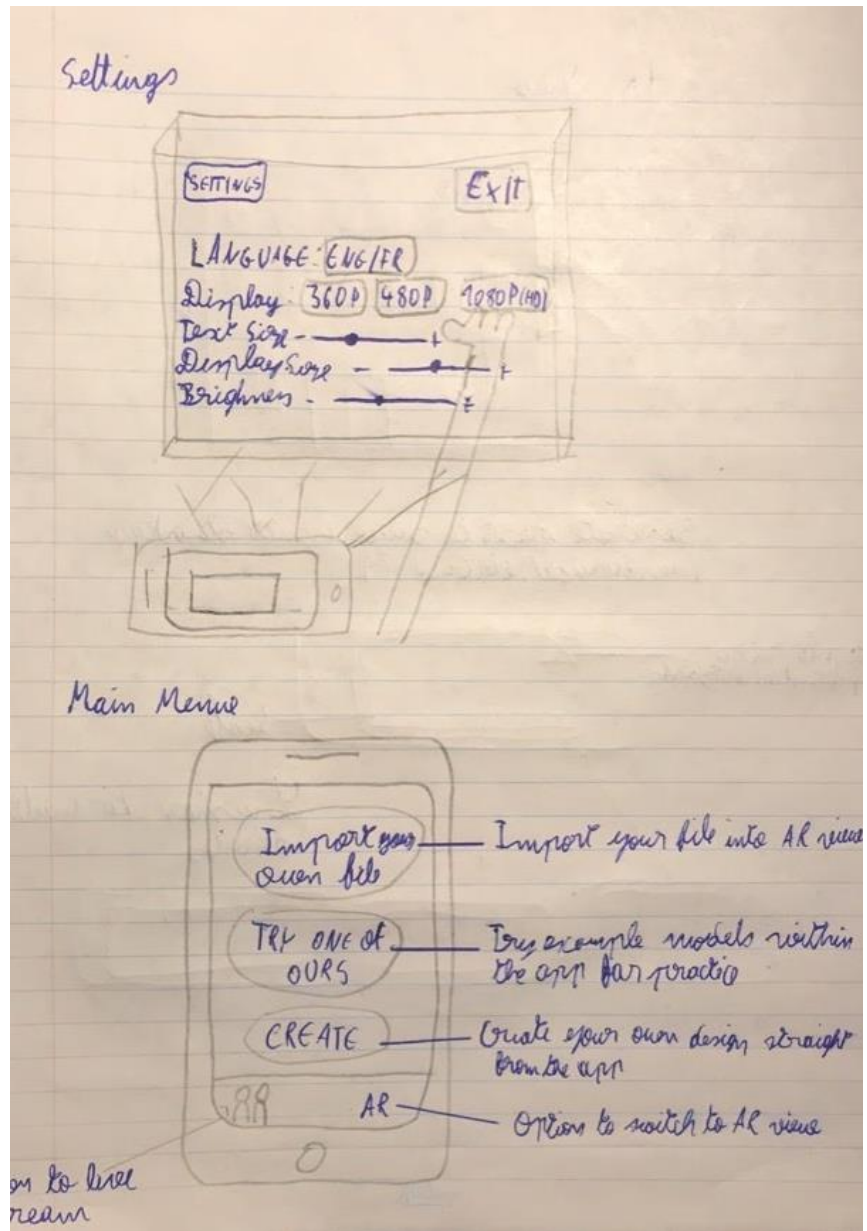 Settings
SETTINGS
Exit
LANGUAGE: ENG/FR
Display: 360P 480P 1080P(HD)
Text Size - +
Display Size - +
Brighness - +
Main Menue
Import your
own file
Import your file into AR view
TRY ONE OF
OURS
Try example models within
the app for practice
CREATE
Create your own design straight
from the app
AR
Option to switch to AR view
on to live
ream